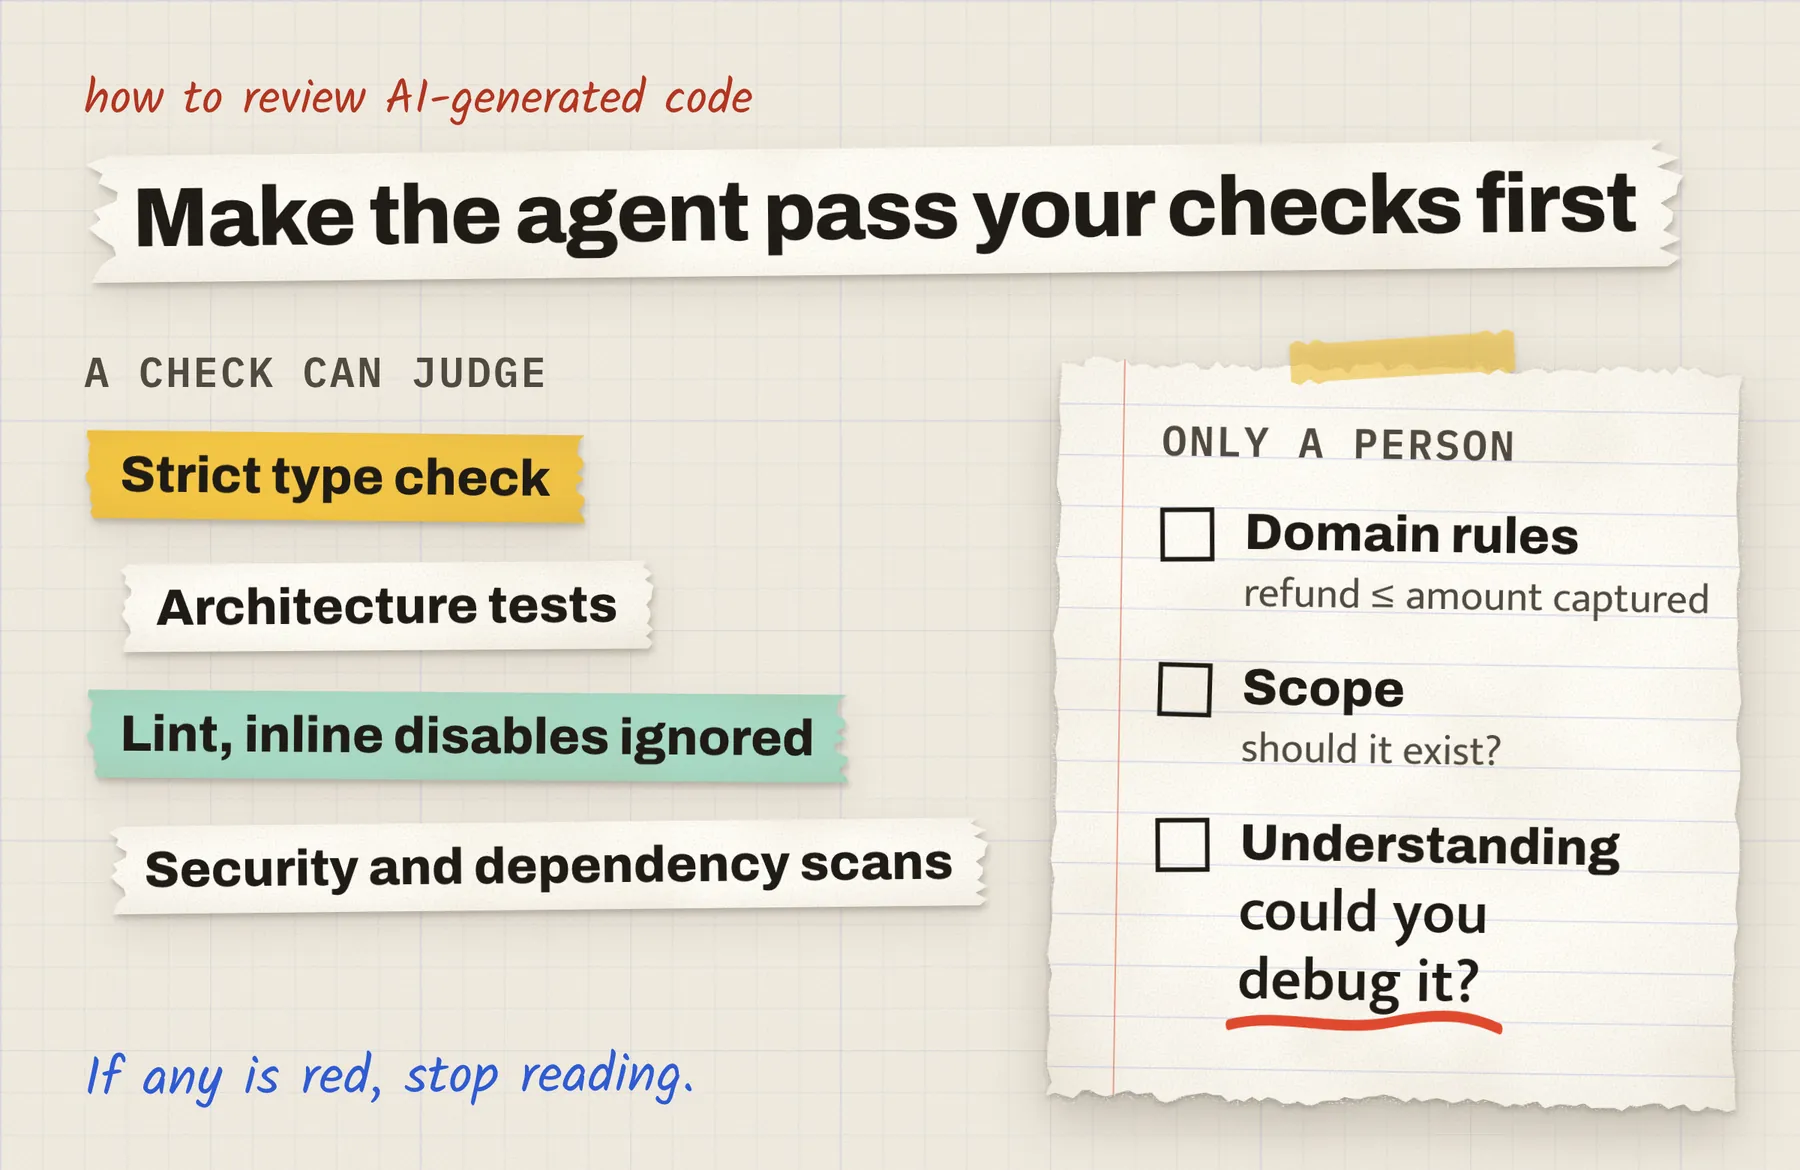 how to review AI-generated code
Make the agent pass your checks first
A CHECK CAN JUDGE
Strict type check
Architecture tests
Lint, inline disables ignored
Security and dependency scans
If any is red, stop reading.
ONLY A PERSON
Domain rules
refund ≤ amount captured
Scope
should it exist?
Understanding
could you
debug it?